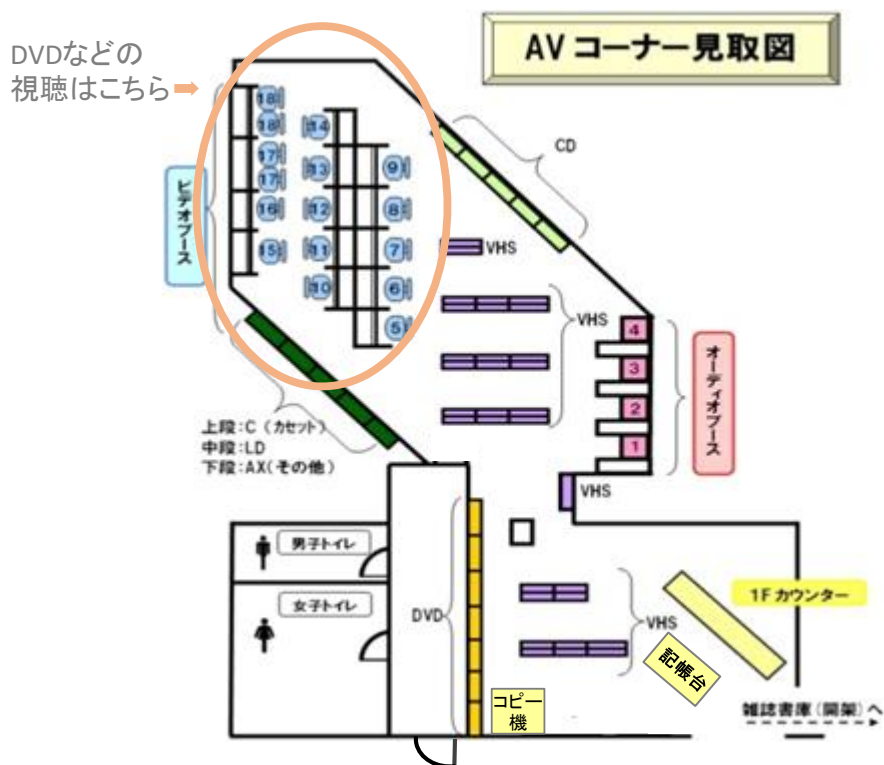 AVコーナー見取図
DVDなどの
視聴はこちら➡
CD
ビデオブース
18
18
17
17
16
15
14
13
12
11
10
9
8
7
6
5
VHS
VHS
4
3
2
1
オーディオブース
上段:C(カセット)
中段:LD
下段:AX(その他)
VHS
男子トイレ
女子トイレ
DVD
VHS
1Fカウンター
記帳台
コピー
機
雑誌書庫(開架)へ